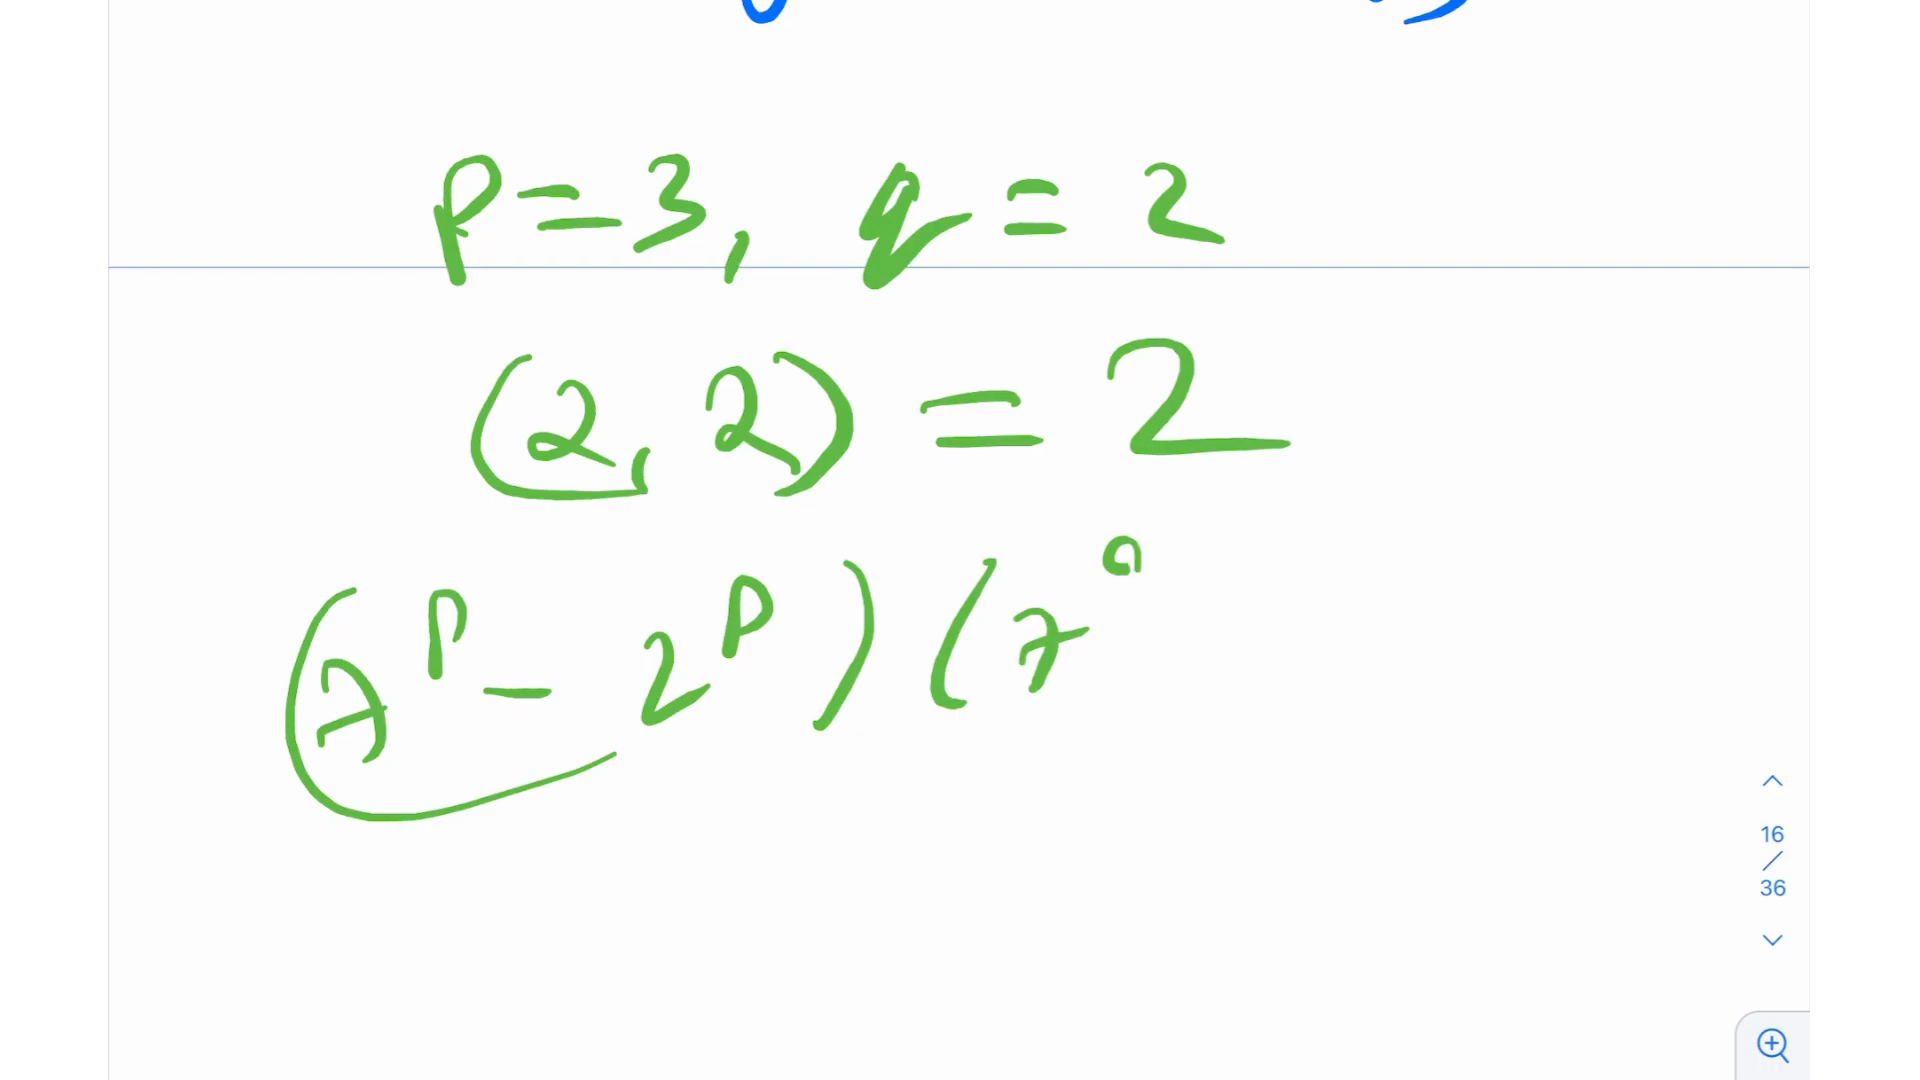 P = 3, q = 2
(2, 2) = 2
(7^p - 2^p) (7^
16
/
36